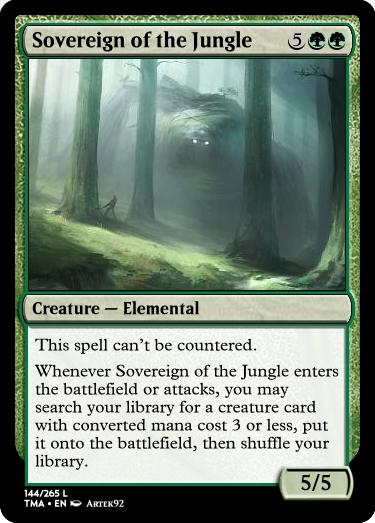 Sovereign of the Jungle 5
Creature — Elemental
This spell can't be countered.
Whenever Sovereign of the Jungle enters
the battlefield or attacks, you may
search your library for a creature card
with converted mana cost 3 or less, put
it onto the battlefield, then shuffle your
library.
5/5
144/265 L
TMA • EN Artek92